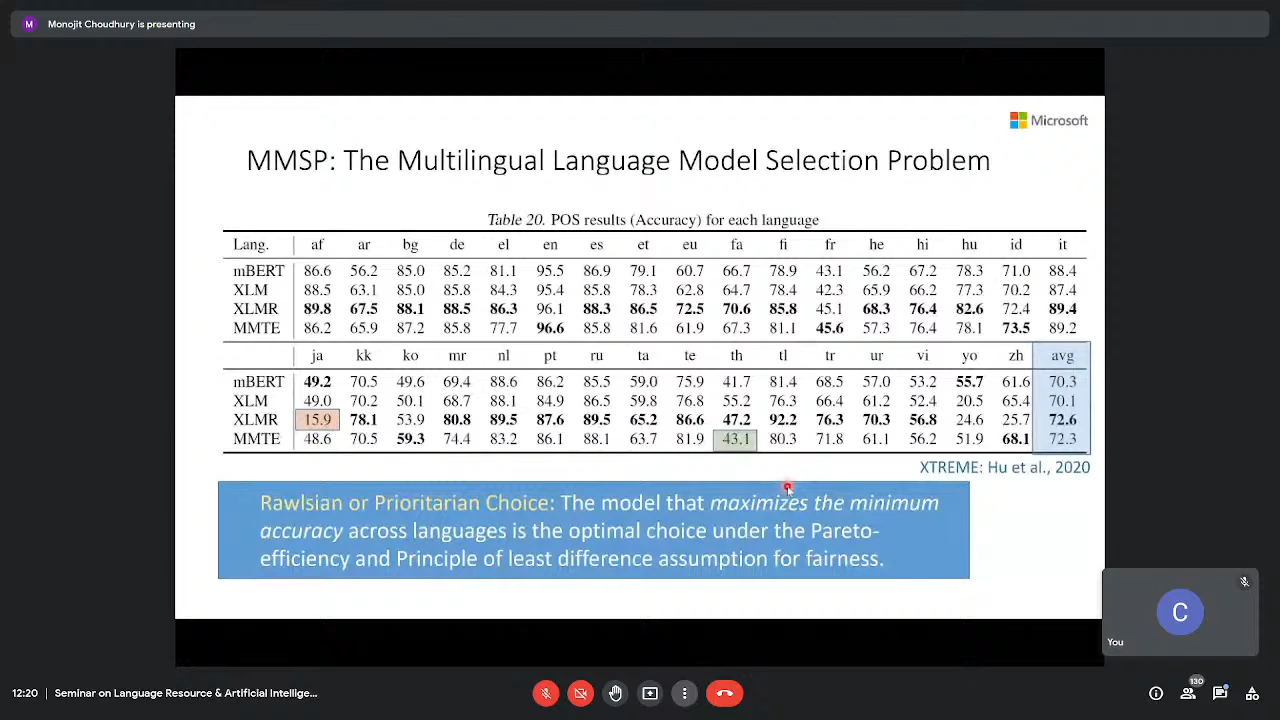 M Monojit Choudhury is presenting
Microsoft
MMSP: The Multilingual Language Model Selection Problem
Table 20. POS results (Accuracy) for each language
Lang. af ar bg de el en es et eu fa fi fr he hi hu id it
mBERT 86.6 56.2 85.0 85.2 81.1 95.5 86.9 79.1 60.7 66.7 78.9 43.1 56.2 67.2 78.3 71.0 88.4
XLM 88.5 63.1 85.0 85.8 84.3 95.4 85.8 78.3 62.8 64.7 78.4 42.3 65.9 66.2 77.3 70.2 87.4
XLMR 89.8 67.5 88.1 88.5 86.3 96.1 88.3 86.5 72.5 70.6 85.8 45.1 68.3 76.4 82.6 72.4 89.4
MMTE 86.2 65.9 87.2 85.8 77.7 96.6 85.8 81.6 61.9 67.3 81.1 45.6 57.3 76.4 78.1 73.5 89.2
ja kk ko mr nl pt ru ta te th tl tr ur vi yo zh avg
mBERT 49.2 70.5 49.6 69.4 88.6 86.2 85.5 59.0 75.9 41.7 81.4 68.5 57.0 53.2 55.7 61.6 70.3
XLM 49.0 70.2 50.1 68.7 88.1 84.9 86.5 59.8 76.8 55.2 76.3 66.4 61.2 52.4 20.5 65.4 70.1
XLMR 15.9 78.1 53.9 80.8 89.5 87.6 89.5 65.2 86.6 47.2 92.2 76.3 70.3 56.8 24.6 25.7 72.6
MMTE 48.6 70.5 59.3 74.4 83.2 86.1 88.1 63.7 81.9 43.1 80.3 71.8 61.1 56.2 51.9 68.1 72.3
XTREME: Hu et al., 2020
Rawlsian or Prioritarian Choice: The model that maximizes the minimum
accuracy across languages is the optimal choice under the Pareto-
efficiency and Principle of least difference assumption for fairness.
C
You
12:20 | Seminar on Language Resource & Artificial Intellige...
130